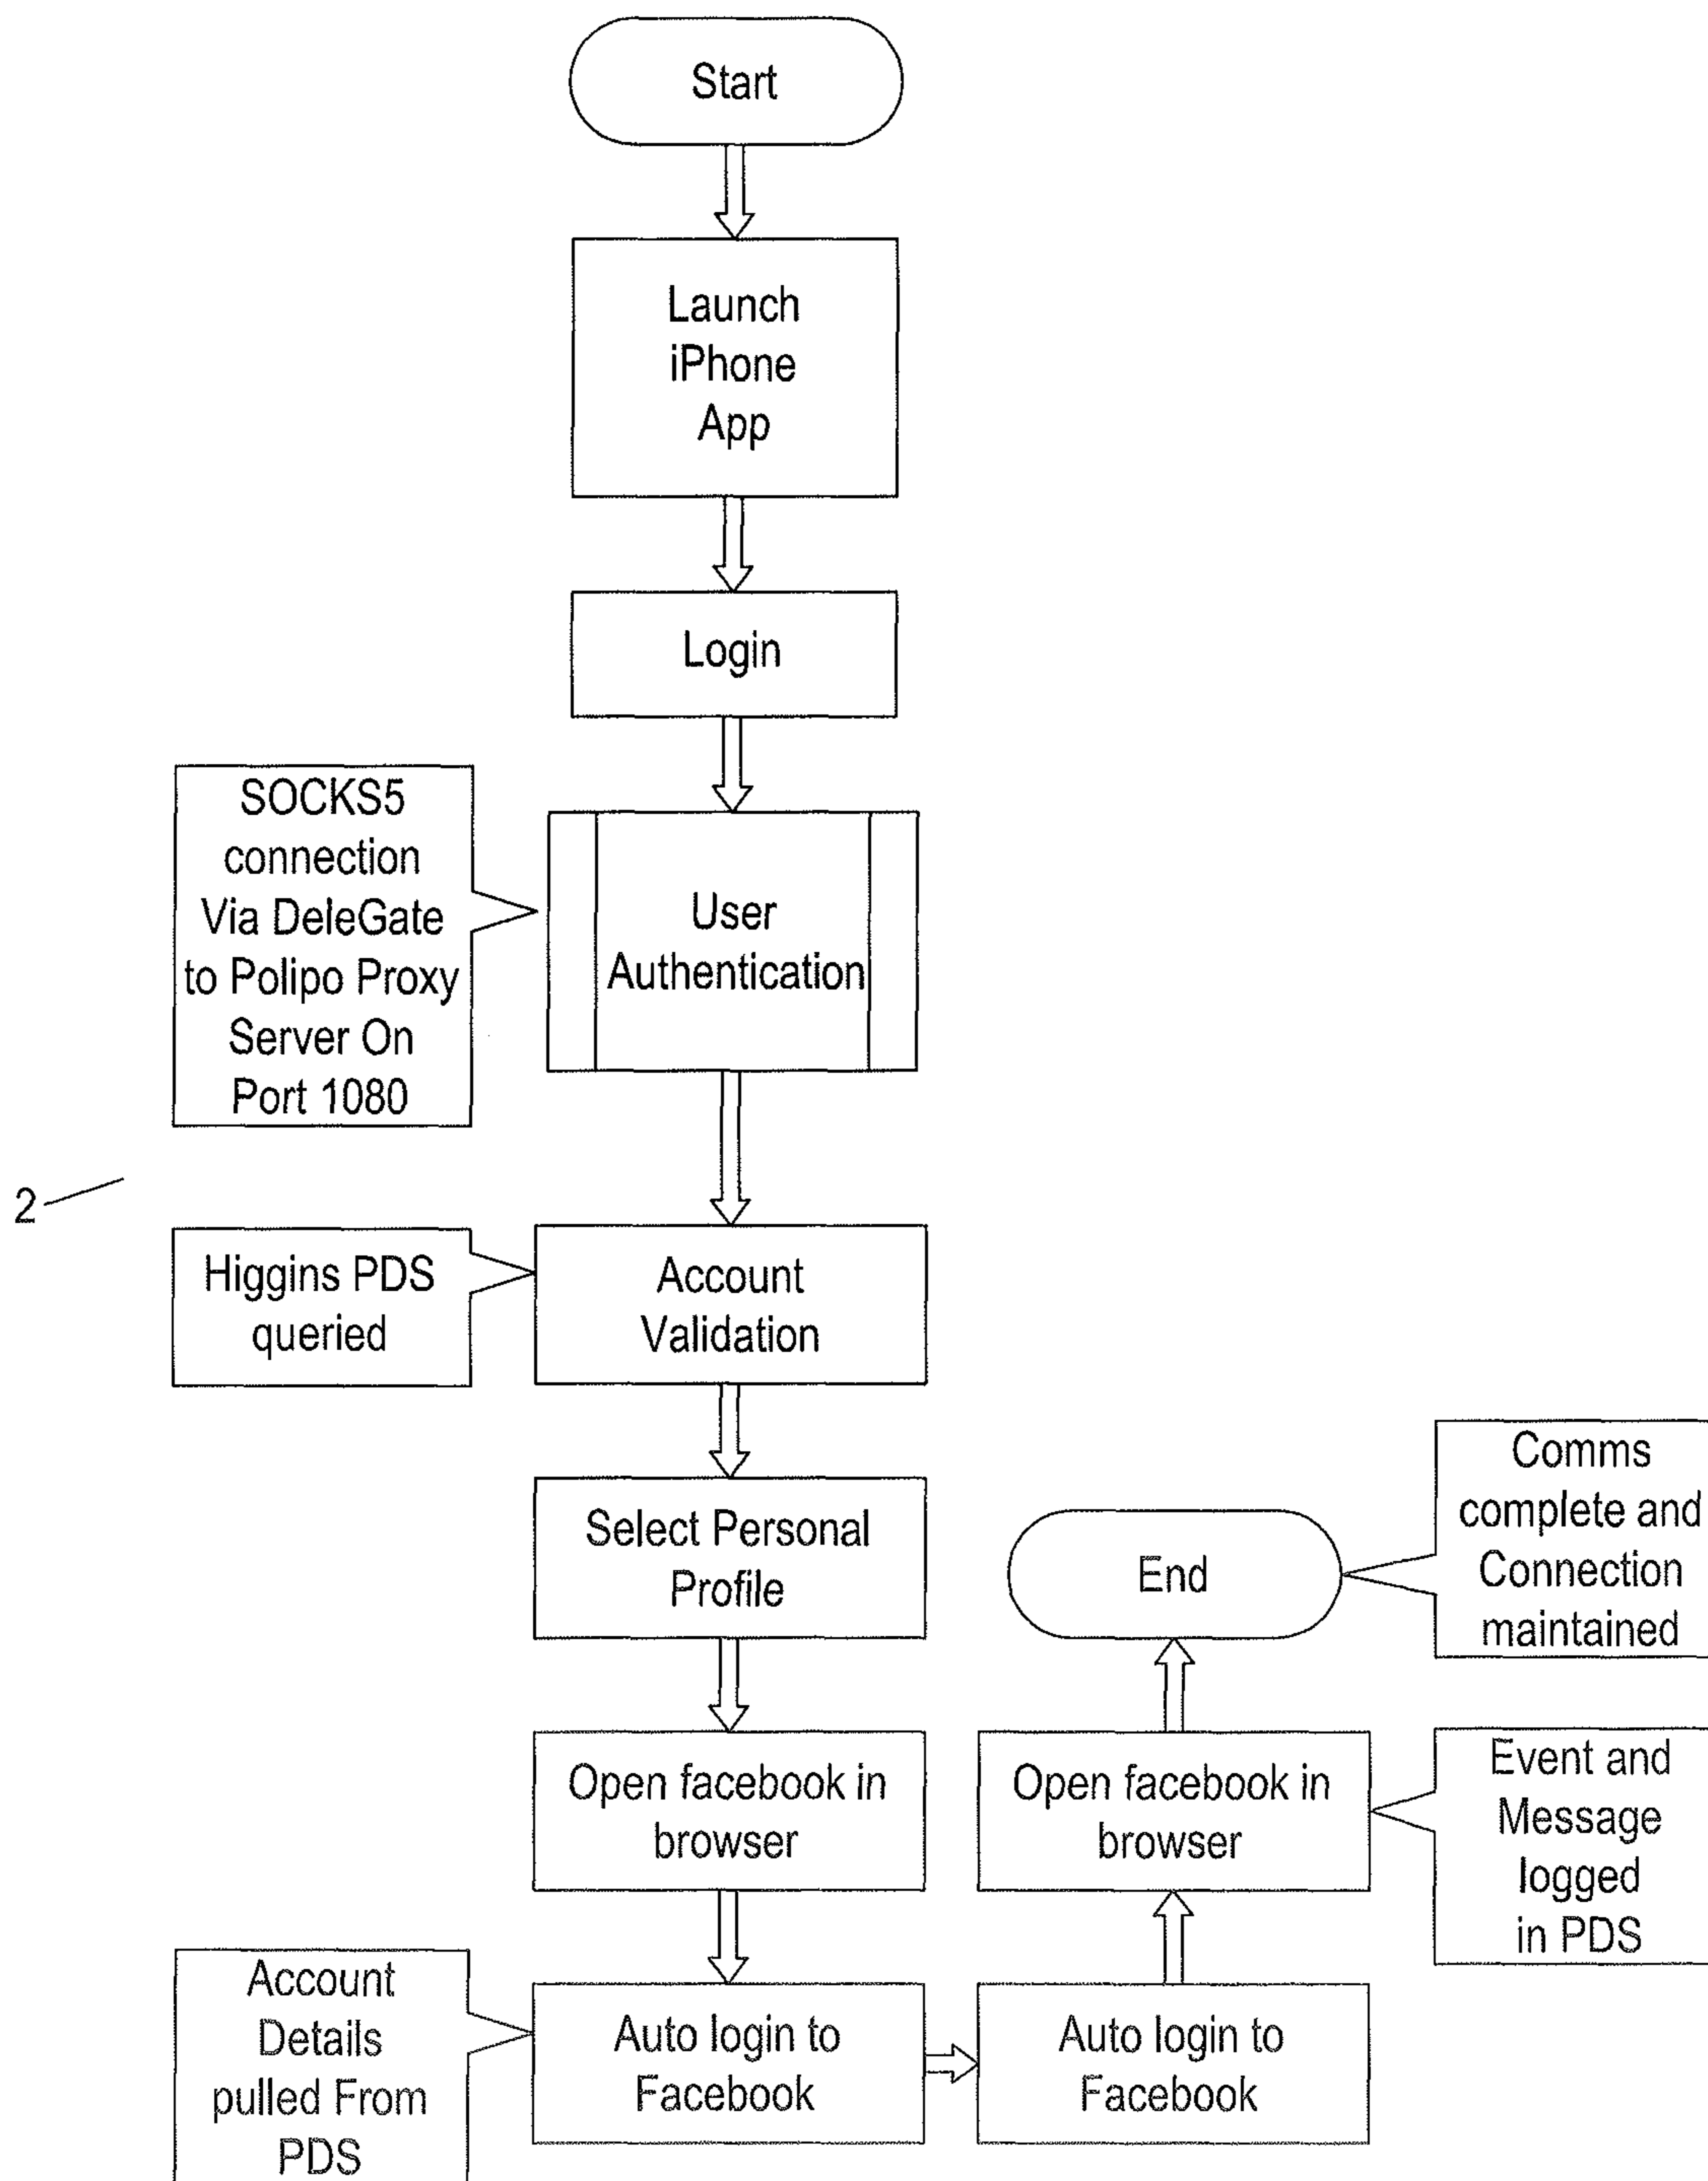 Start
Launch
iPhone
App
Login
SOCKS5
connection
Via DeleGate
to Polipo Proxy
Server On
Port 1080
User
Authentication
2
Higgins PDS
queried
Account
Validation
Select Personal
Profile
Open facebook in
browser
Account
Details
pulled From
PDS
Auto login to
Facebook
Auto login to
Facebook
Open facebook in
browser
Event and
Message
logged
in PDS
End
Comms
complete and
Connection
maintained